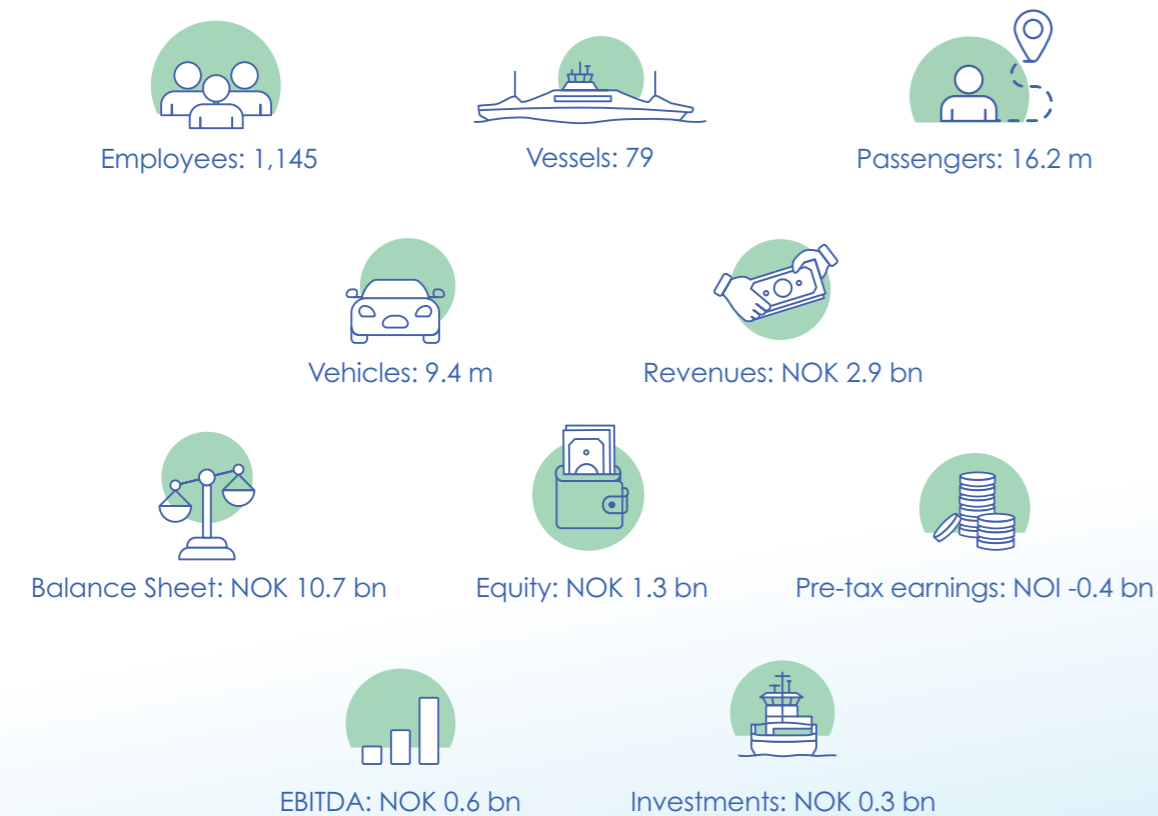 Employees: 1,145
Vessels: 79
Passengers: 16.2 m
Vehicles: 9.4 m
Revenues: NOK 2.9 bn
Balance Sheet: NOK 10.7 bn
Equity: NOK 1.3 bn
Pre-tax earnings: NOI -0.4 bn
EBITDA: NOK 0.6 bn
Investments: NOK 0.3 bn